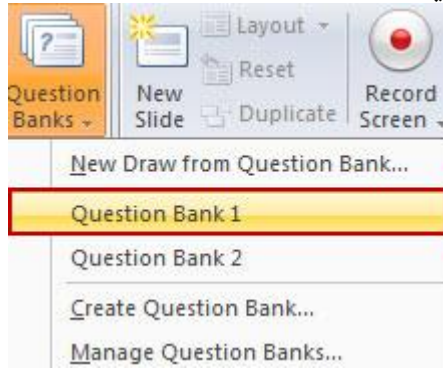 Question Banks
New Slide
Layout
Reset
Duplicate
Record Screen
New Draw from Question Bank...
Question Bank 1
Question Bank 2
Create Question Bank...
Manage Question Banks...